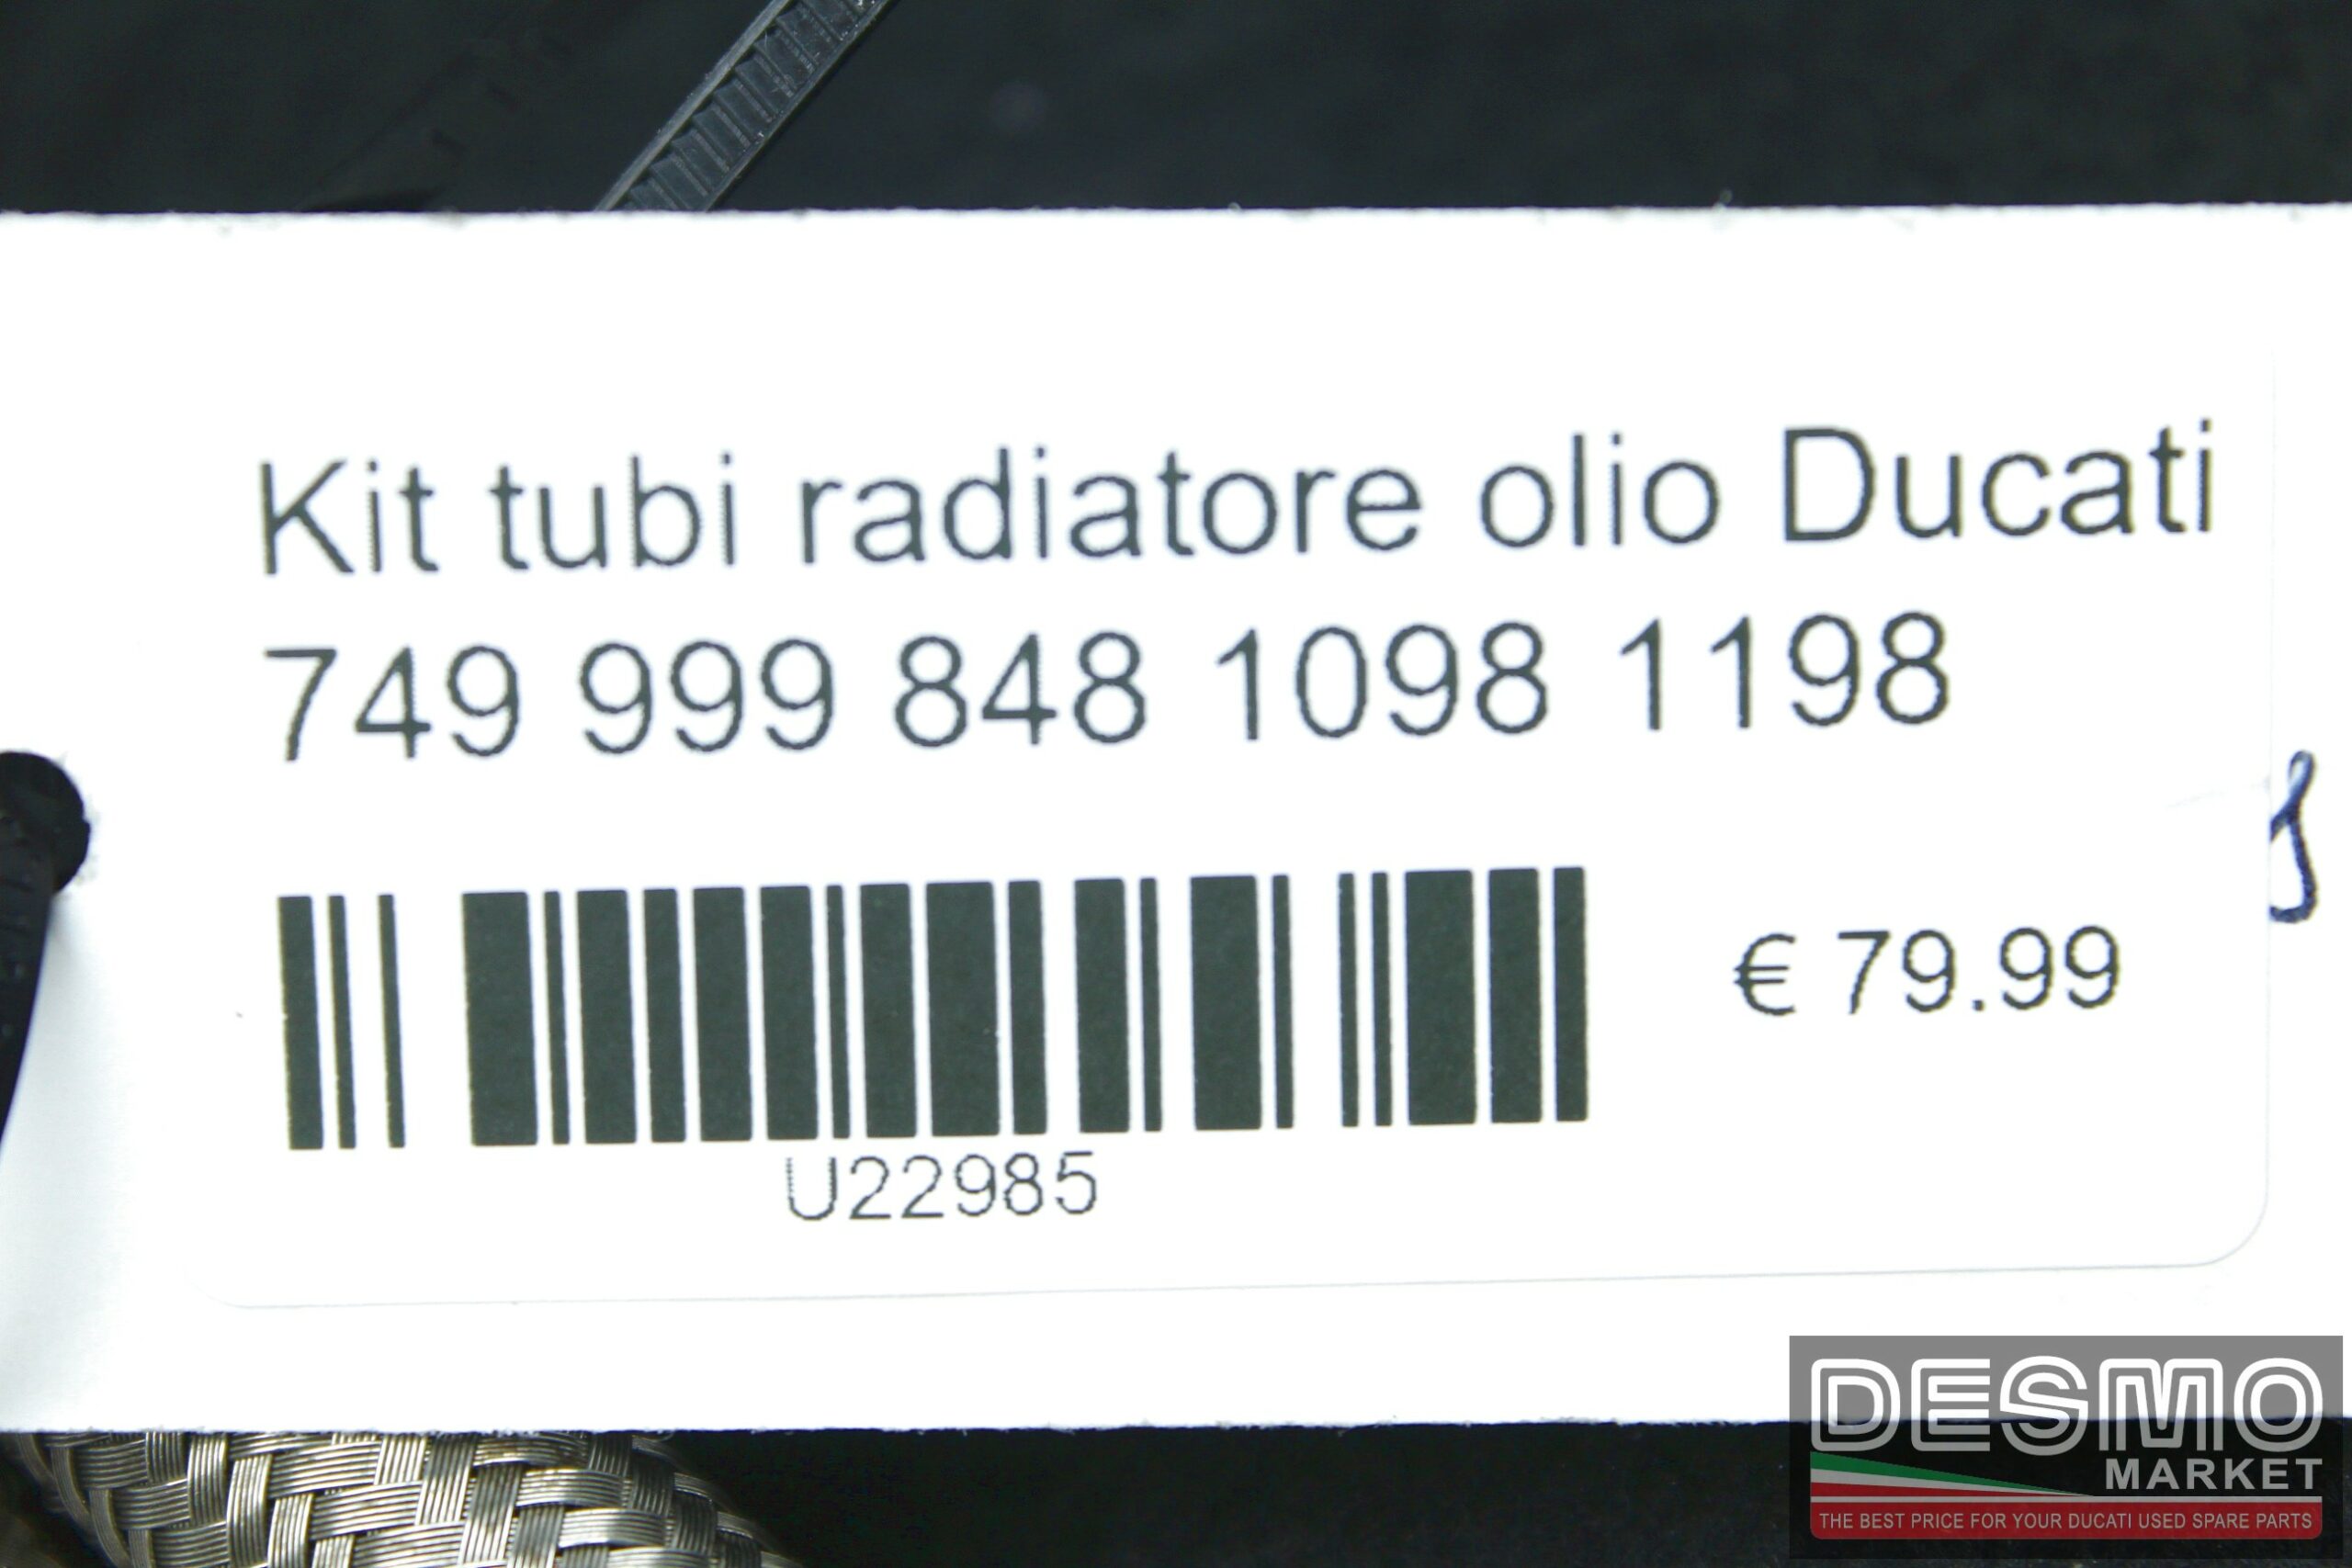 Kit tubi radiatore olio Ducati
749 999 848 1098 1198
€ 79.99
U22985
DESMO
MARKET
THE BEST PRICE FOR YOUR DUCATI USED SPARE PARTS